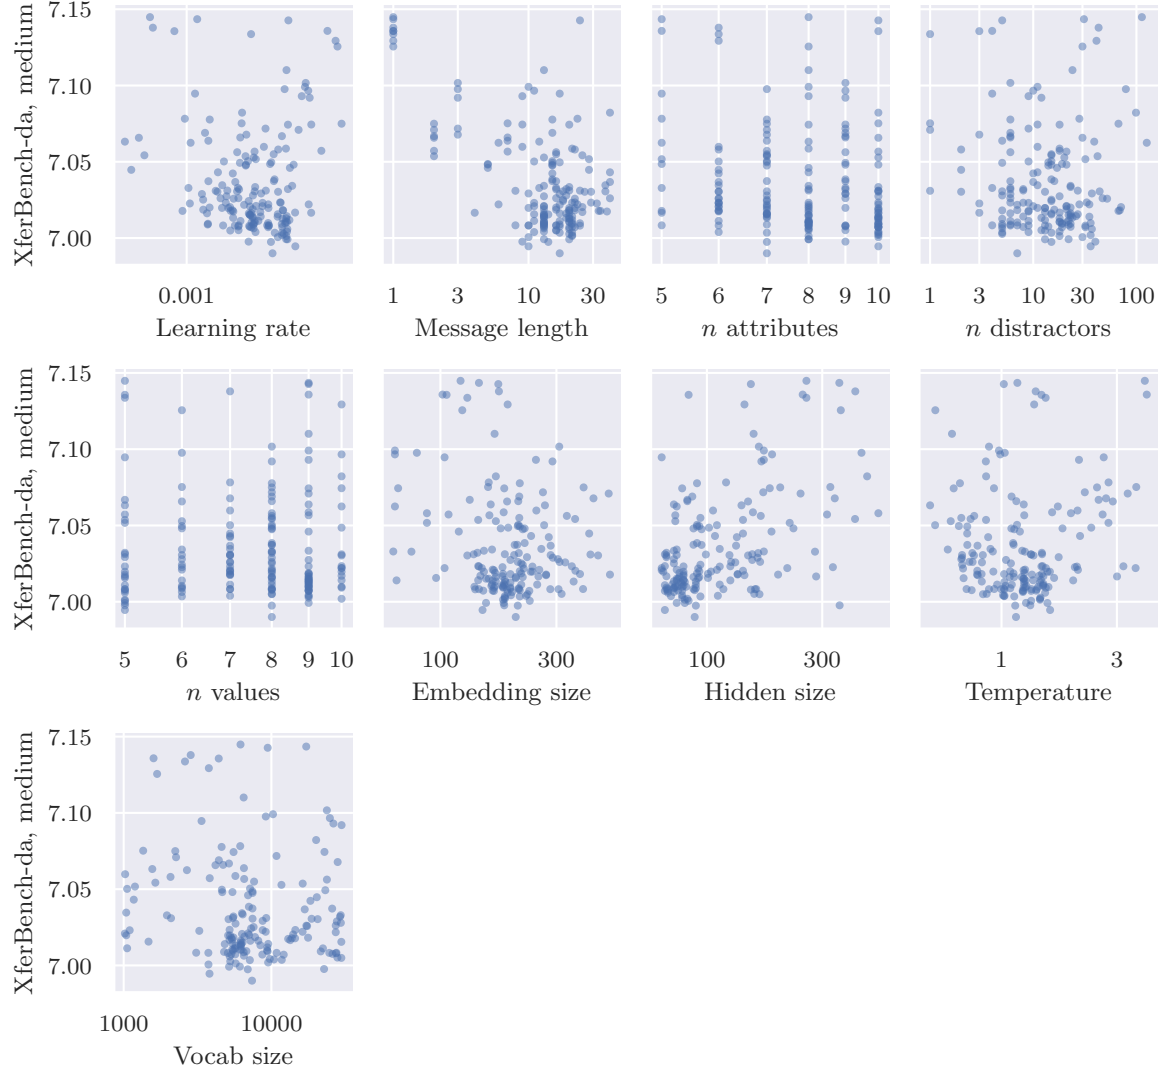 XferBench-da, medium
7.15
7.10
7.05
7.00
0.001
Learning rate
1 3 10 30
Message length
5 6 7 8 9 10
n attributes
1 3 10 30 100
n distractors
XferBench-da, medium
7.15
7.10
7.05
7.00
5 6 7 8 9 10
n values
100 300
Embedding size
100 300
Hidden size
1 3
Temperature
XferBench-da, medium
7.15
7.10
7.05
7.00
1000 10000
Vocab size